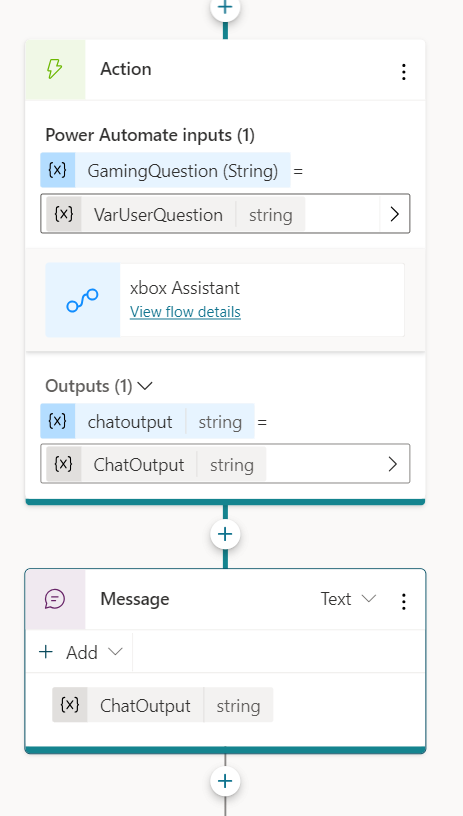 Action
Power Automate inputs (1)
{x} GamingQuestion (String) =
{x} VarUserQuestion string
xbox Assistant
View flow details
Outputs (1)
{x} chatoutput string =
{x} ChatOutput string
Message Text
+ Add
{x} ChatOutput string